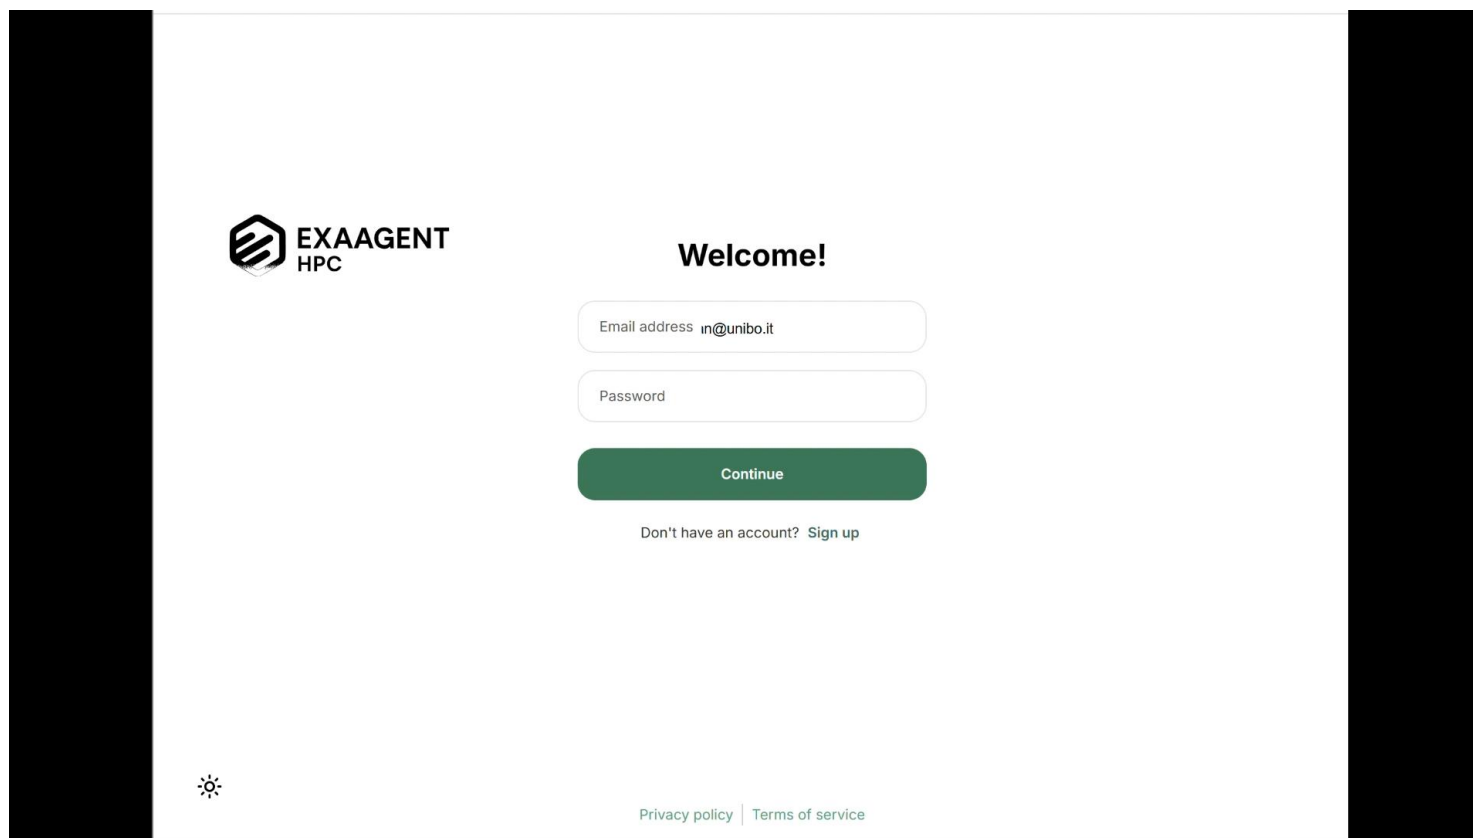 EXAAGENT
HPC
Welcome!
Email address n@unibo.it
Password
Continue
Don't have an account? Sign up
Privacy policy
Terms of service